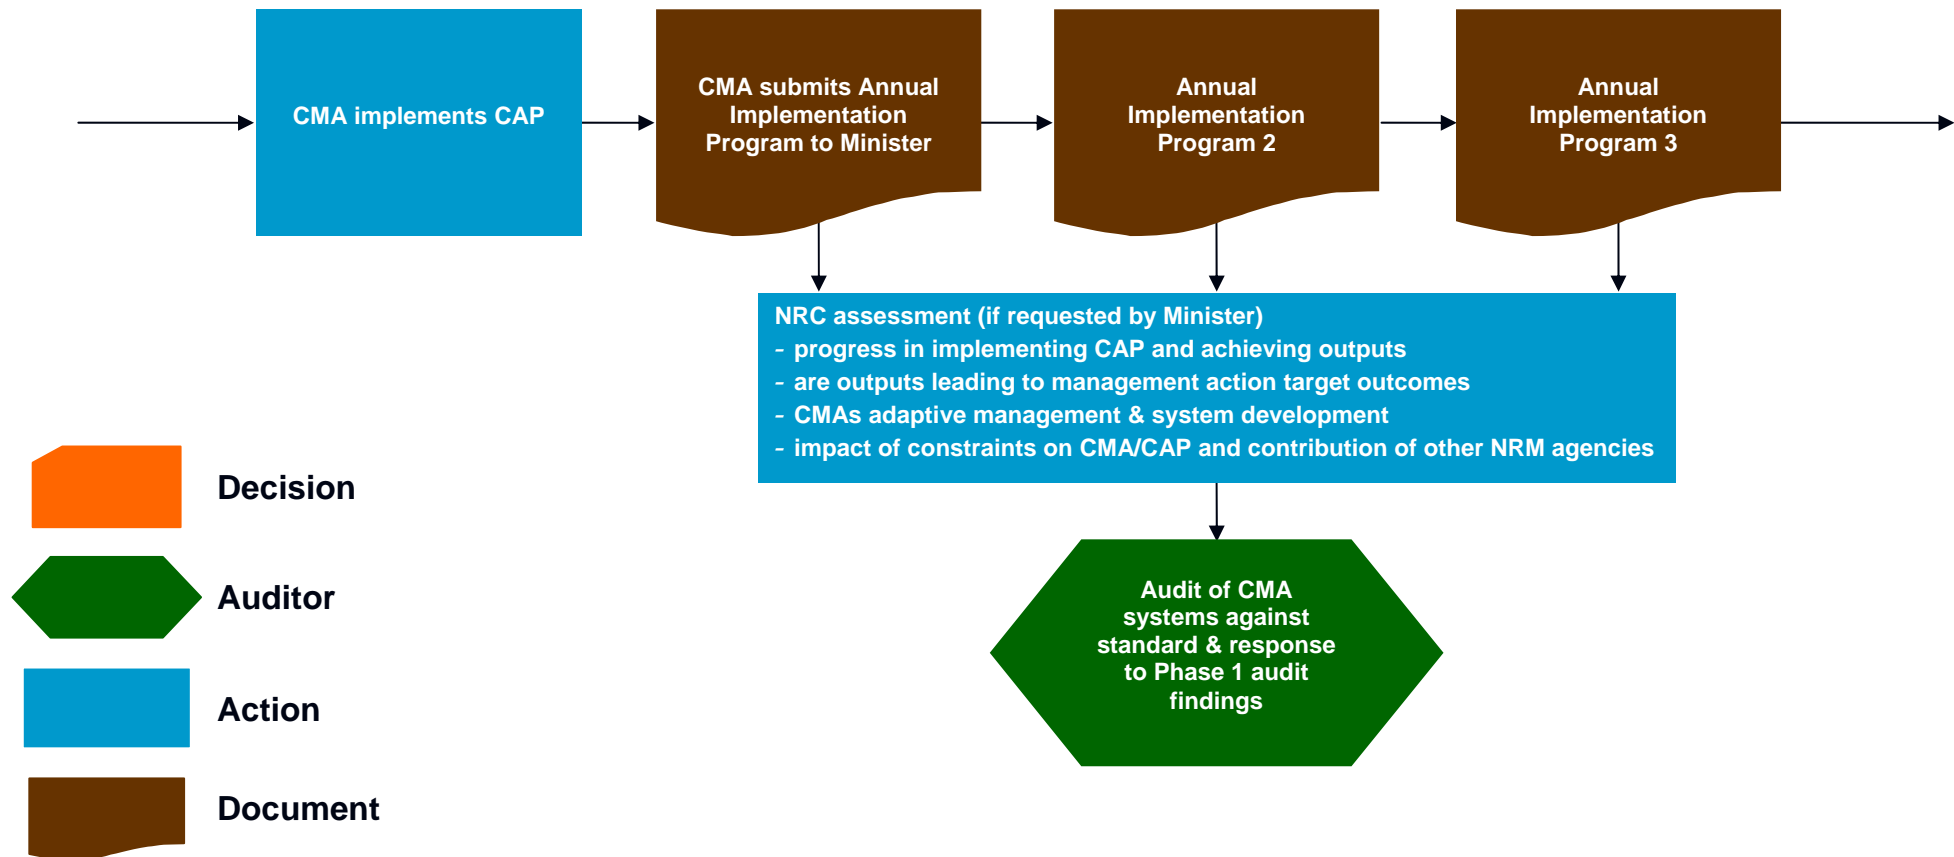 CMA implements CAP
CMA submits Annual
Implementation
Program to Minister
Annual
Implementation
Program 2
Annual
Implementation
Program 3
NRC assessment (if requested by Minister)
- progress in implementing CAP and achieving outputs
- are outputs leading to management action target outcomes
- CMAs adaptive management & system development
- impact of constraints on CMA/CAP and contribution of other NRM agencies
Decision
Auditor
Action
Document
Audit of CMA
systems against
standard & response
to Phase 1 audit
findings